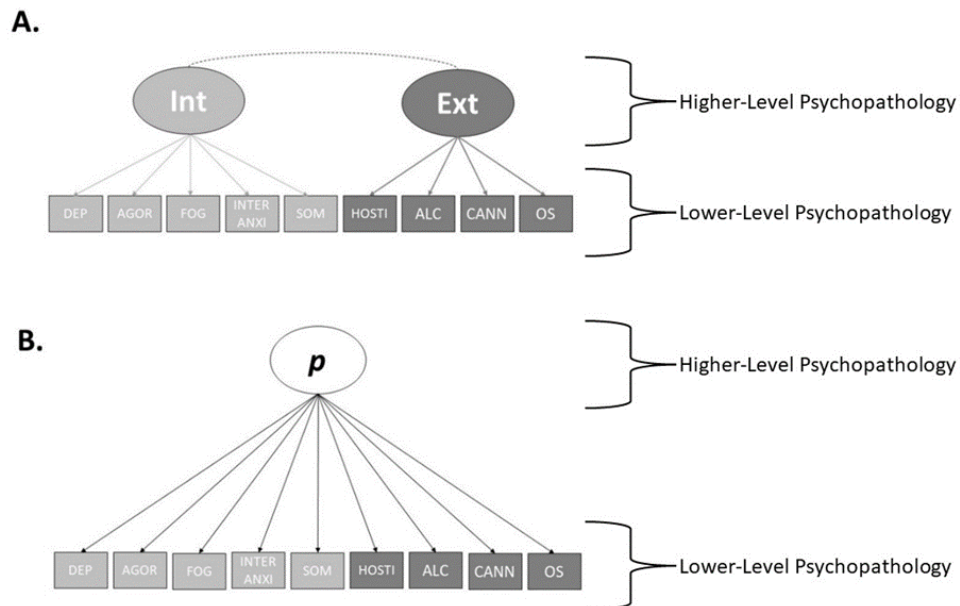 A.
Int
Ext
Higher-Level Psychopathology
DEP
AGOR
FOG
INTER
ANXI
SOM
HOSTI
ALC
CANN
OS
Lower-Level Psychopathology
B.
p
Higher-Level Psychopathology
DEP
AGOR
FOG
INTER
ANXI
SOM
HOSTI
ALC
CANN
OS
Lower-Level Psychopathology